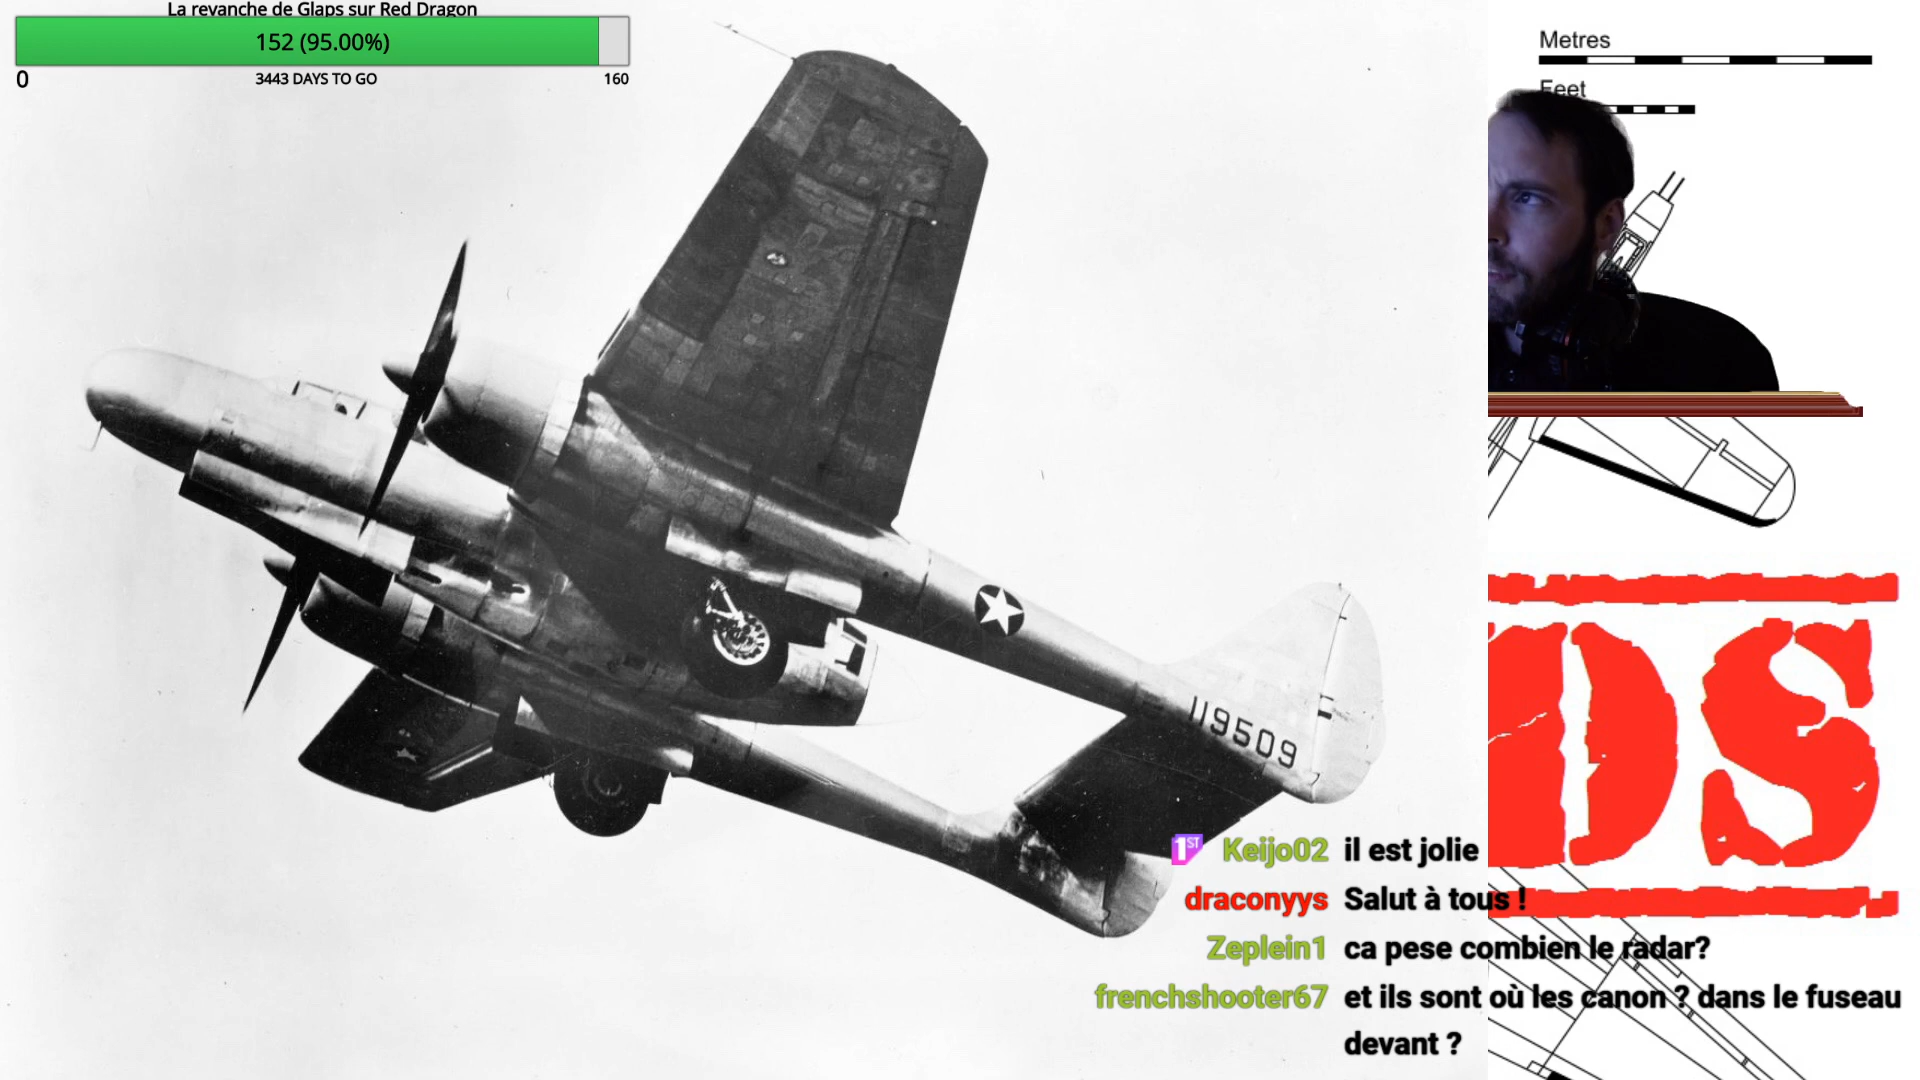 La revanche de Glaps sur Red Dragon
152 (95.00%)
0
3443 DAYS TO GO
160
Metres
Feet
119509
DS
1ST Keijo02 il est jolie
draconyys Salut à tous !
Zeplein1 ca pese combien le radar?
frenchshooter67 et ils sont où les canon ? dans le fuseau
devant ?